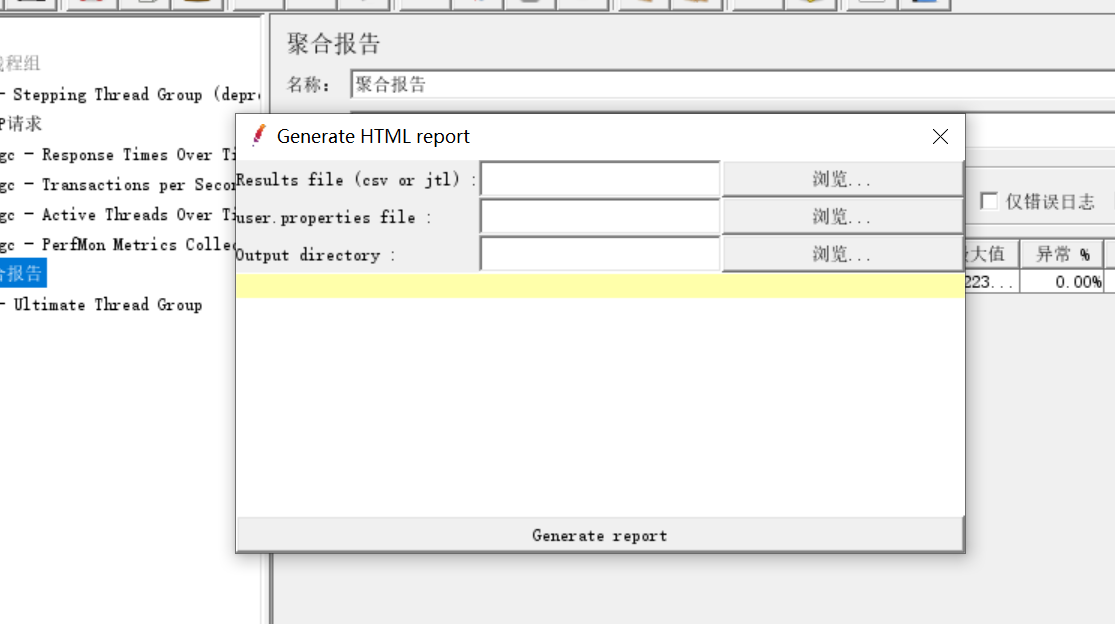 聚合报告
名称： 聚合报告
程组
- Stepping Thread Group (depr
P请求
gc - Response Times Over Ti
gc - Transactions per Secon
gc - Active Threads Over Ti
gc - PerfMon Metrics Collec
合报告
- Ultimate Thread Group
Generate HTML report
Results file (csv or jtl) : 浏览...
user.properties file : 浏览...
Output directory : 浏览...
Generate report
仅错误日志
大值 异常 %
223... 0.00%